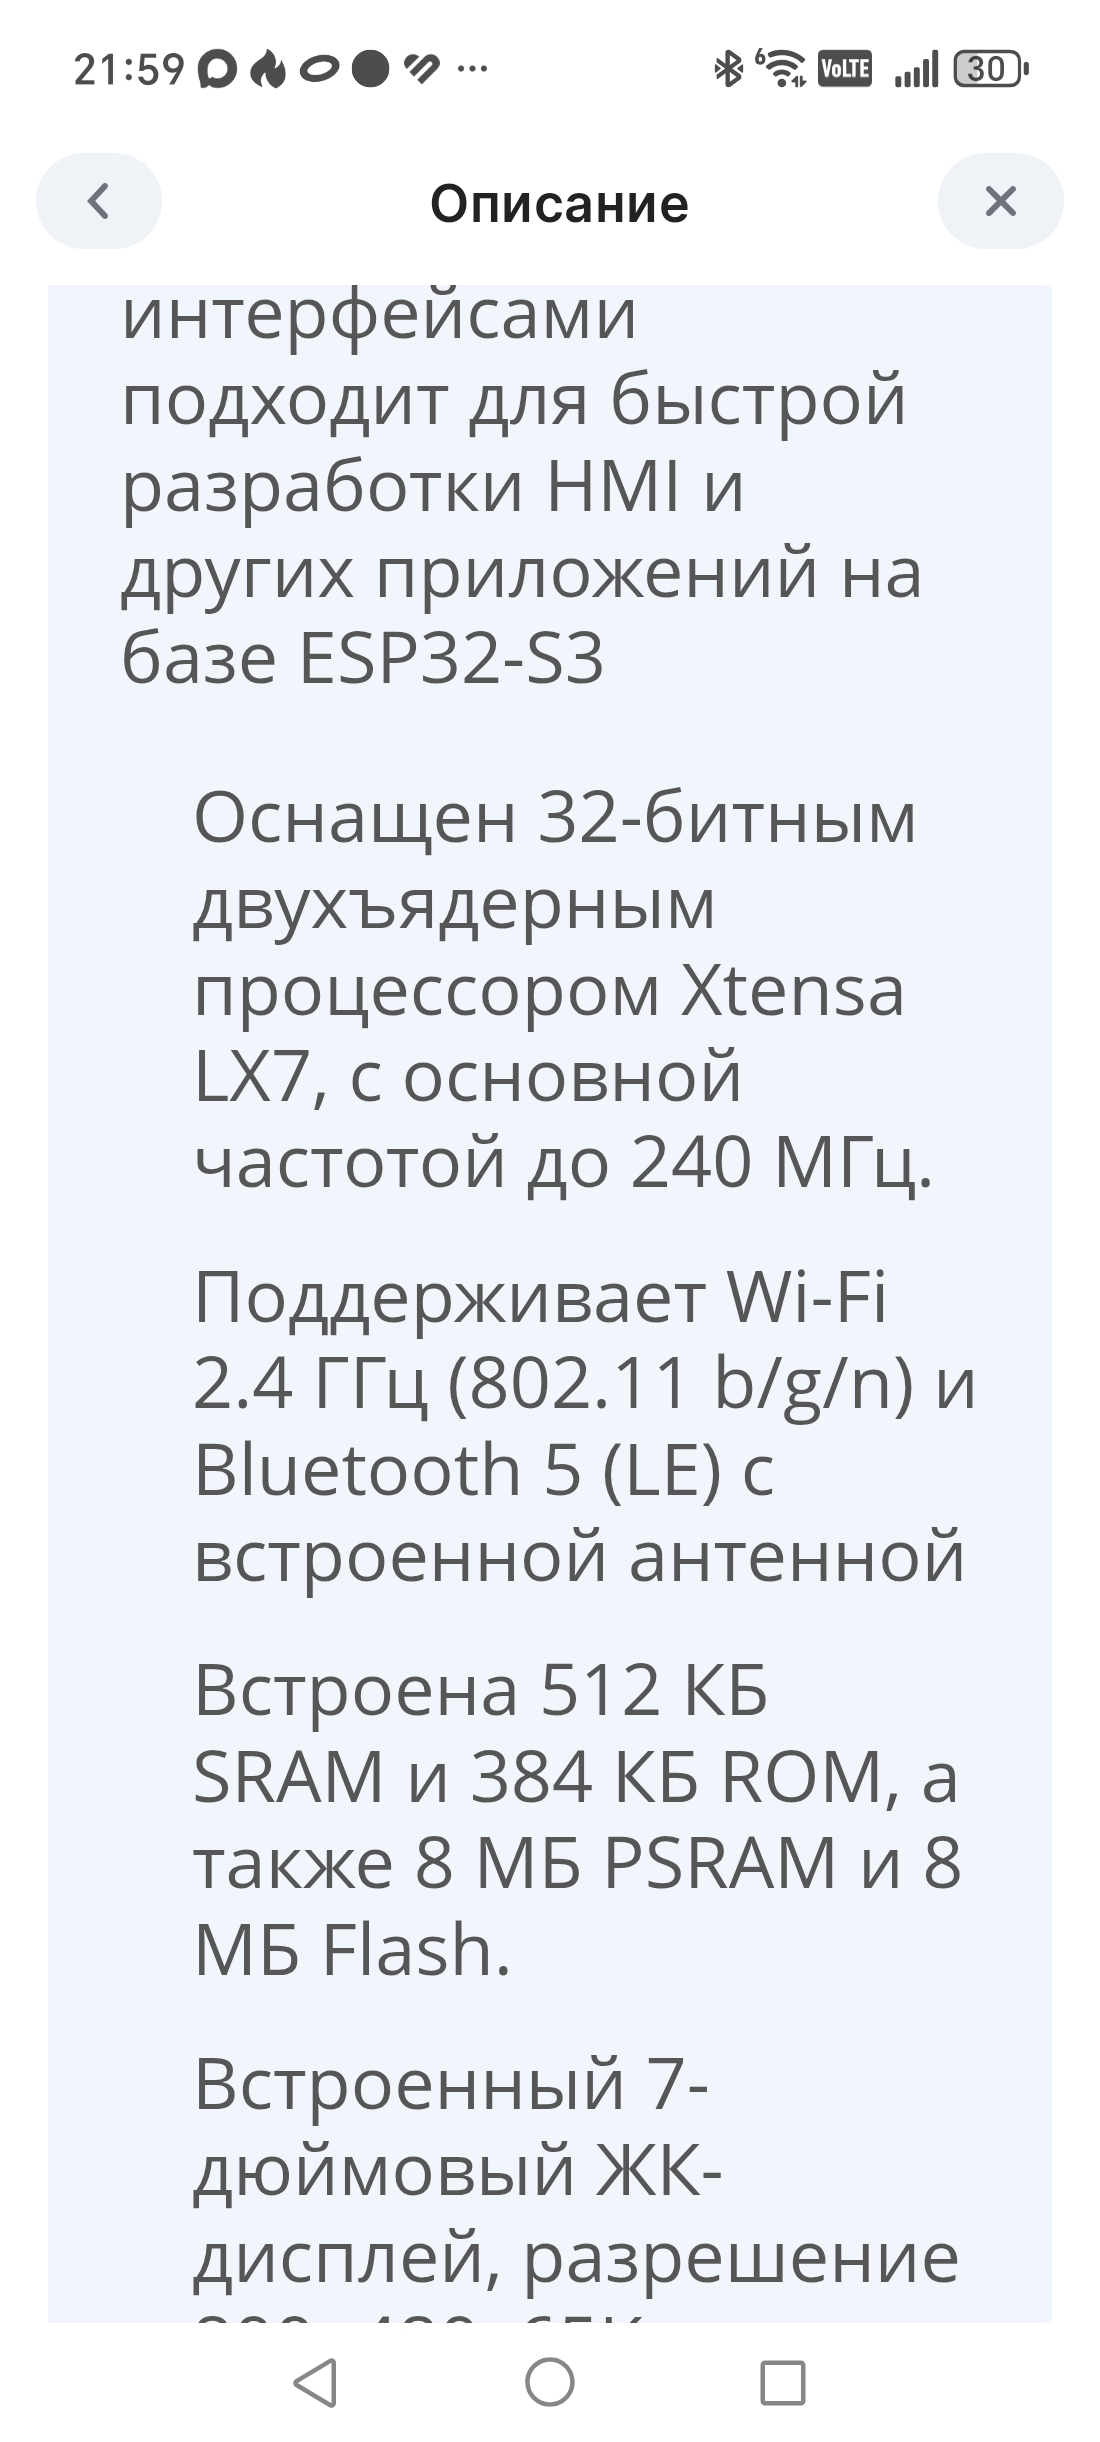 21:59
6
VoLTE
30
Описание
интерфейсами
подходит для быстрой
разработки HMI и
других приложений на
базе ESP32-S3
Оснащен 32-битным
двухъядерным
процессором Xtensa
LX7, с основной
частотой до 240 МГц.
Поддерживает Wi-Fi
2.4 ГГц (802.11 b/g/n) и
Bluetooth 5 (LE) с
встроенной антенной
Встроена 512 КБ
SRAM и 384 КБ ROM, а
также 8 МБ PSRAM и 8
МБ Flash.
Встроенный 7-
дюймовый ЖК-
дисплей, разрешение